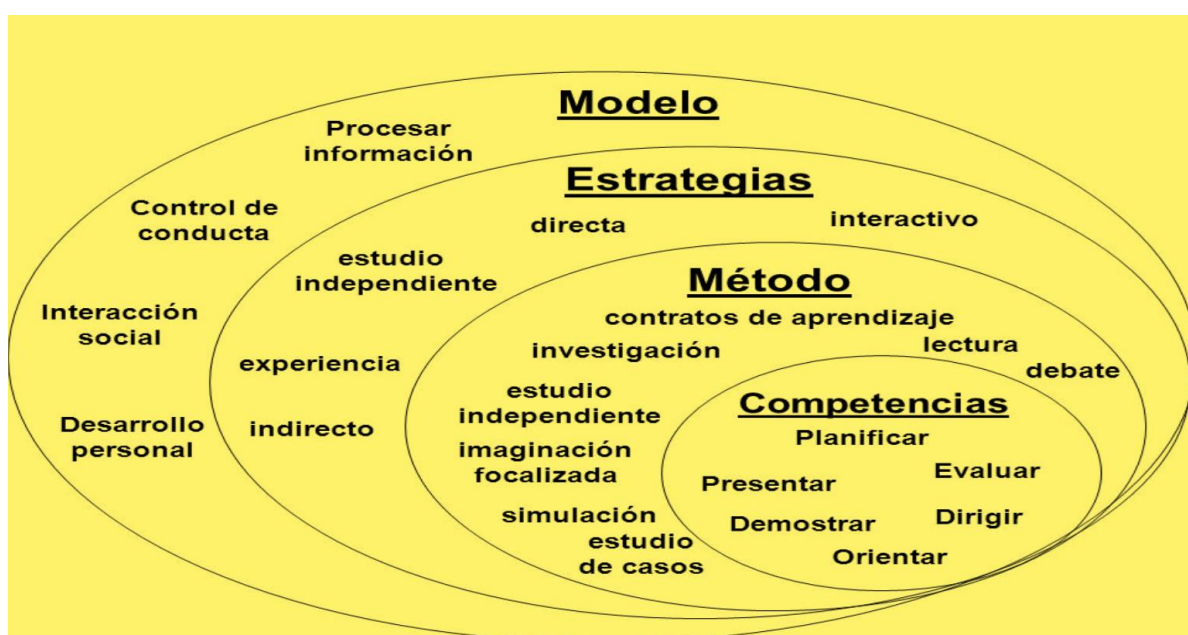 Modelo
Procesar
información
Control de
conducta
Interacción
social
Desarrollo
personal
Estrategias
directa
interactivo
estudio
independiente
experiencia
indirecto
Método
contratos de aprendizaje
lectura
debate
investigación
estudio
independiente
imaginación
focalizada
simulación
estudio
de casos
Competencias
Planificar
Evaluar
Presentar
Demostrar
Dirigir
Orientar